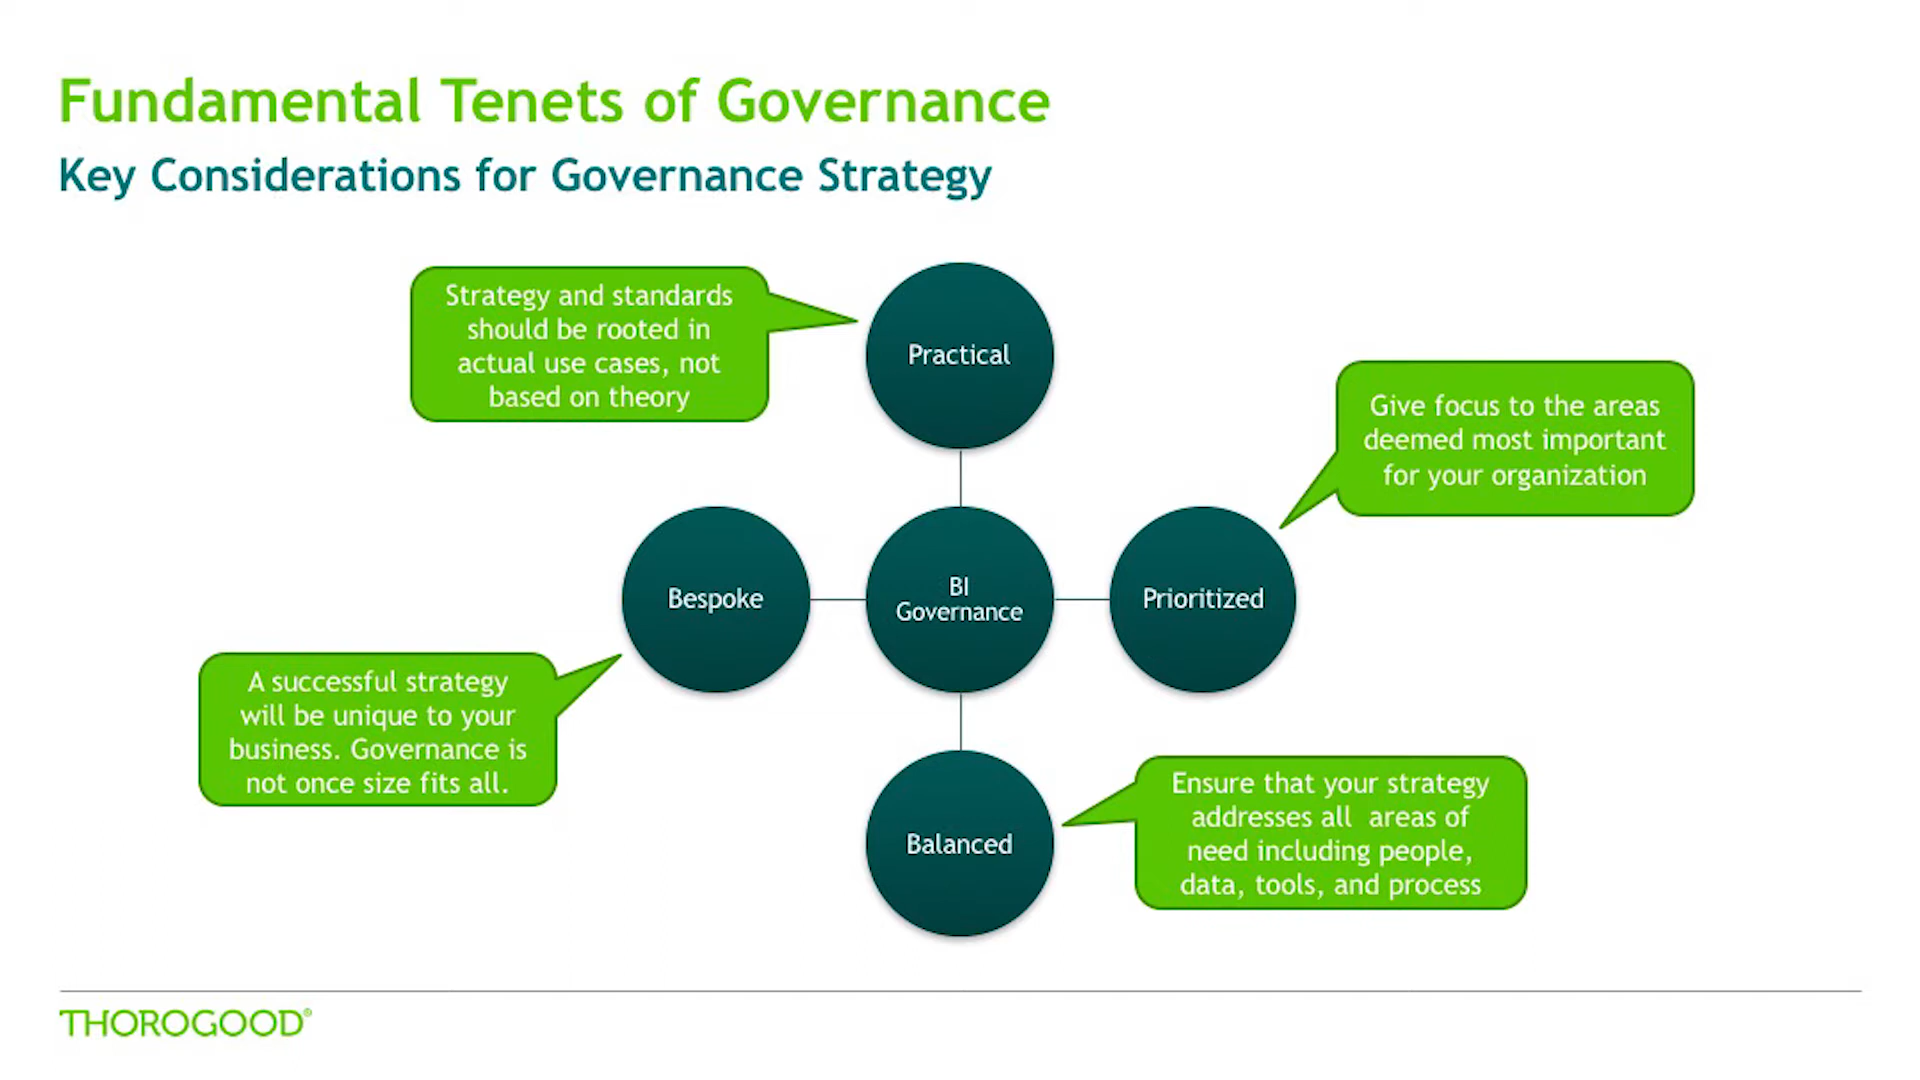 Fundamental Tenets of Governance
Key Considerations for Governance Strategy
Strategy and standards
should be rooted in
actual use cases, not
based on theory
Practical
Give focus to the areas
deemed most important
for your organization
Bespoke
BI
Governance
Prioritized
A successful strategy
will be unique to your
business. Governance is
not once size fits all.
Balanced
Ensure that your strategy
addresses all  areas of
need including people,
data, tools, and process
THOROGOOD®